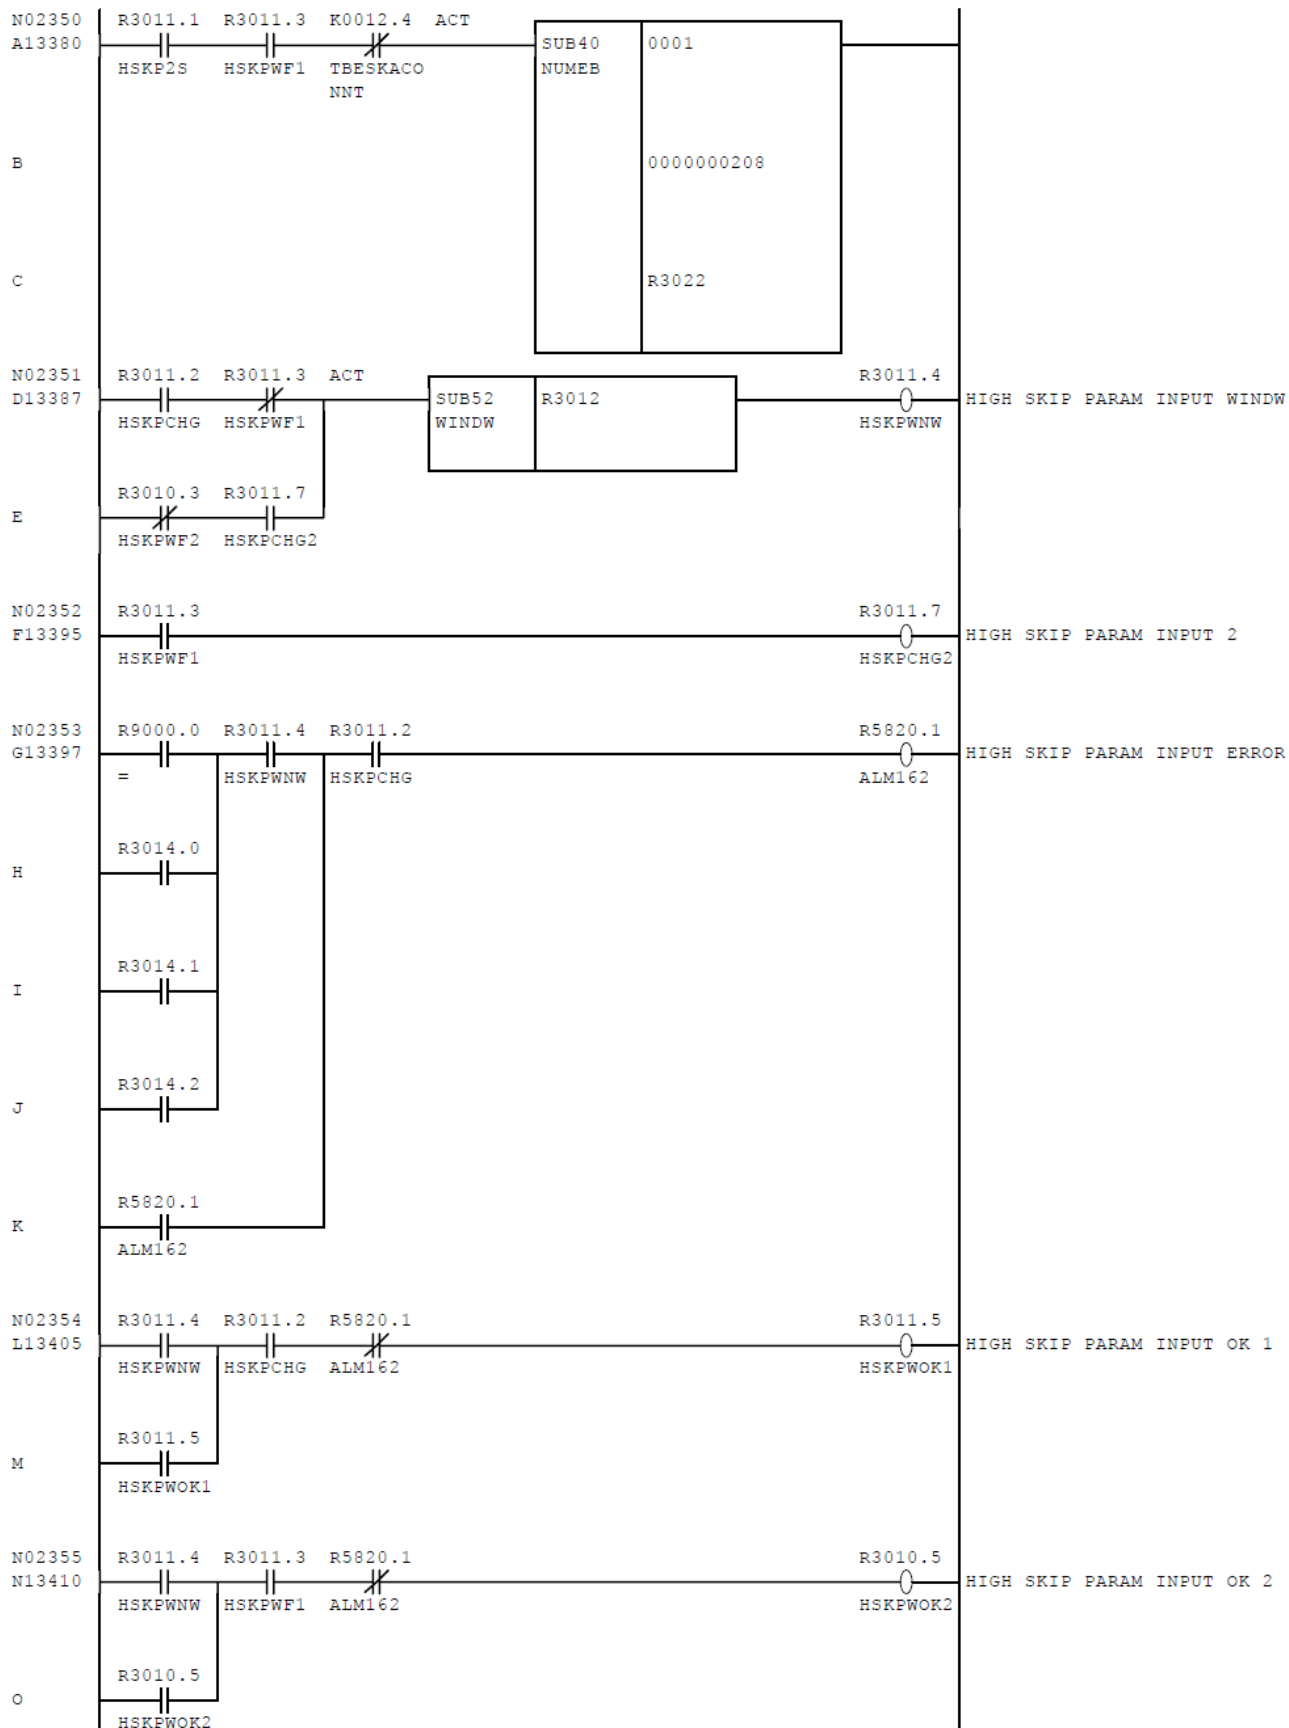 N02350 R3011.1 R3011.3 K0012.4 ACT
A13380 SUB40 0001
HSKP2S HSKPWF1 TBESKACO NUMEB
NNT
B 0000000208
C R3022
N02351 R3011.2 R3011.3 ACT R3011.4
D13387 SUB52 R3012 HIGH SKIP PARAM INPUT WINDW
HSKPCHG HSKPWF1 WINDW HSKPWNW
R3010.3 R3011.7
E
HSKPWF2 HSKPCHG2
N02352 R3011.3 R3011.7
F13395 HIGH SKIP PARAM INPUT 2
HSKPWF1 HSKPCHG2
N02353 R9000.0 R3011.4 R3011.2 R5820.1
G13397 HIGH SKIP PARAM INPUT ERROR
= HSKPWNW HSKPCHG ALM162
R3014.0
H
R3014.1
I
R3014.2
J
R5820.1
K
ALM162
N02354 R3011.4 R3011.2 R5820.1 R3011.5
L13405 HIGH SKIP PARAM INPUT OK 1
HSKPWNW HSKPCHG ALM162 HSKPWOK1
R3011.5
M
HSKPWOK1
N02355 R3011.4 R3011.3 R5820.1 R3010.5
N13410 HIGH SKIP PARAM INPUT OK 2
HSKPWNW HSKPWF1 ALM162 HSKPWOK2
R3010.5
O
HSKPWOK2